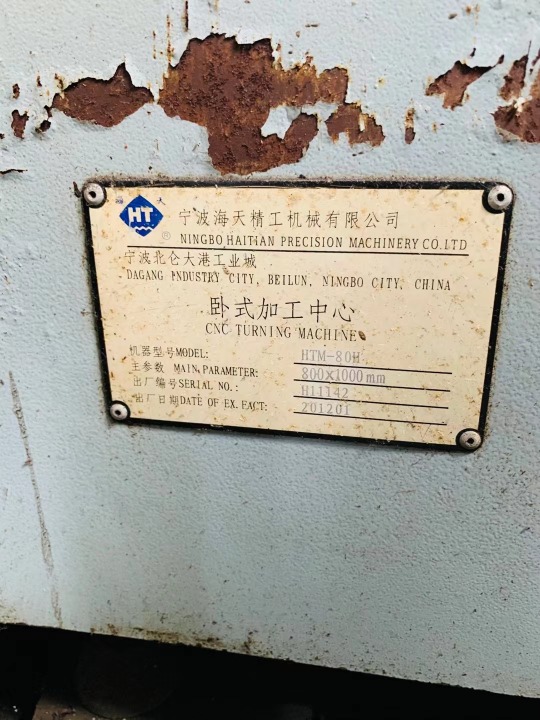 海天
HT
®
宁波海天精工机械有限公司
NINGBO HAITIAN PRECISION MACHINERY CO.LTD
宁波北仑大港工业城
DAGANG INDUSTRY CITY, BEILUN, NINGBO CITY, CHINA
卧式加工中心
CNC TURNING MACHINE
机器型号MODEL: HTM-80H
主参数 MAIN PARAMETER: 800×1000mm
出厂编号SERIAL NO.: H11142
出厂日期DATE OF EX. FACT: 201201